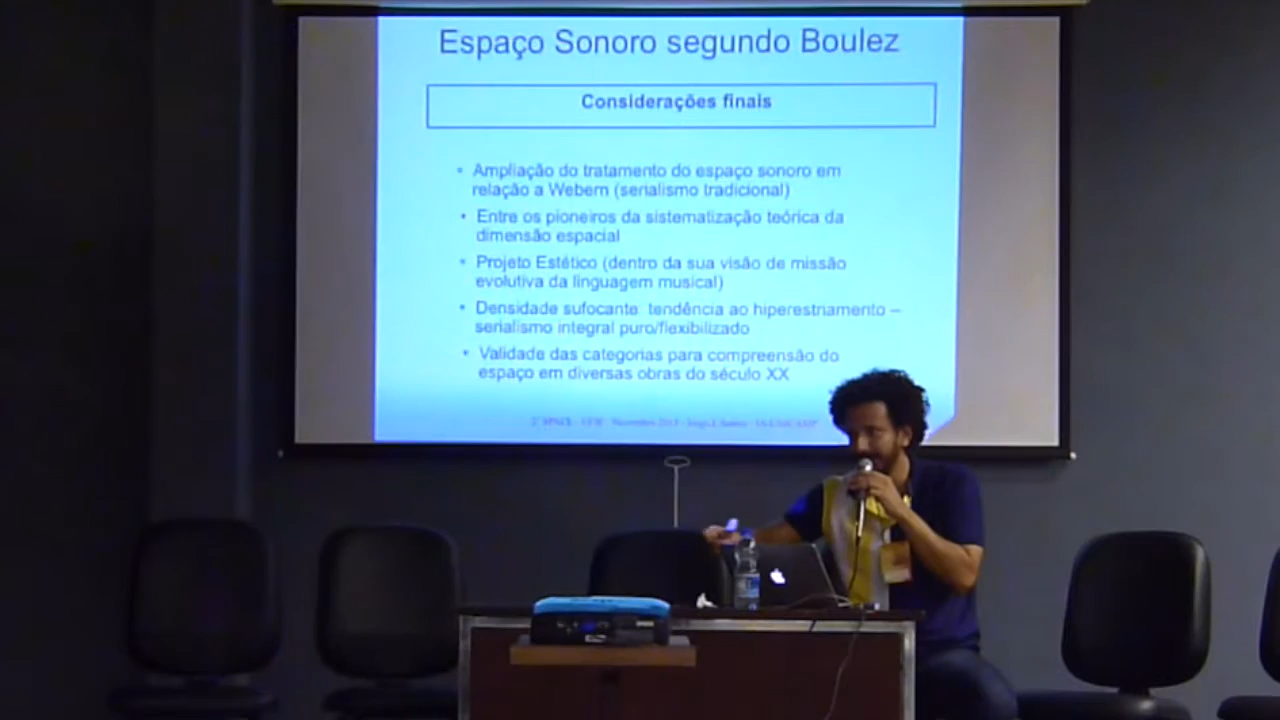 Espaço Sonoro segundo Boulez
Considerações finais
• Ampliação do tratamento do espaço sonoro em
relação a Webern (serialismo tradicional)
• Entre os pioneiros da sistematização teórica da
dimensão espacial
• Projeto Estético (dentro da sua visão de missão
evolutiva da linguagem musical)
• Densidade sufocante: tendência ao hiperestriamento –
serialismo integral puro/flexibilizado
• Validade das categorias para compreensão do
espaço em diversas obras do século XX